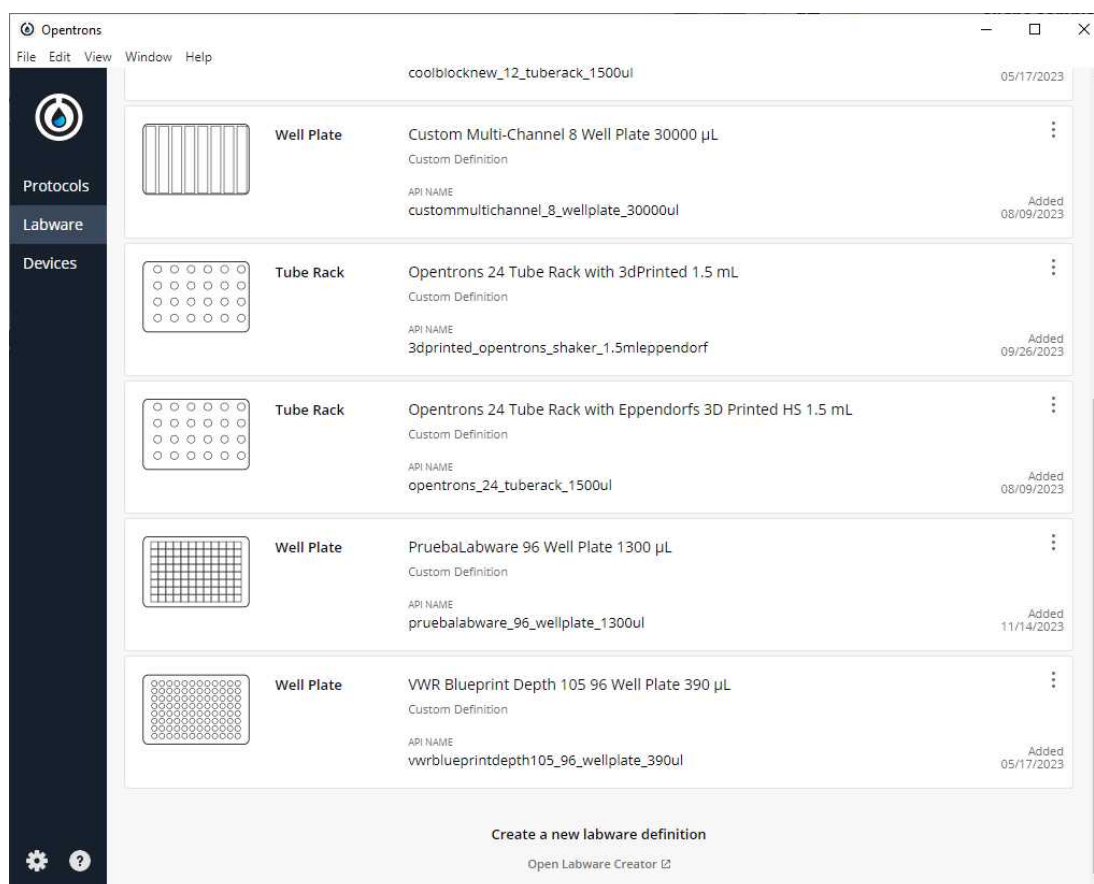 Opentrons
File Edit View Window Help
Protocols
Labware
Devices
coolblocknew_12_tuberack_1500ul
05/17/2023
Well Plate
Custom Multi-Channel 8 Well Plate 30000 µL
Custom Definition
API NAME
custommultichannel_8_wellplate_30000ul
Added
08/09/2023
Tube Rack
Opentrons 24 Tube Rack with 3dPrinted 1.5 mL
Custom Definition
API NAME
3dprinted_opentrons_shaker_1.5mleppendorf
Added
09/26/2023
Tube Rack
Opentrons 24 Tube Rack with Eppendorfs 3D Printed HS 1.5 mL
Custom Definition
API NAME
opentrons_24_tuberack_1500ul
Added
08/09/2023
Well Plate
PruebaLabware 96 Well Plate 1300 µL
Custom Definition
API NAME
pruebalabware_96_wellplate_1300ul
Added
11/14/2023
Well Plate
VWR Blueprint Depth 105 96 Well Plate 390 µL
Custom Definition
API NAME
vwrblueprintdepth105_96_wellplate_390ul
Added
05/17/2023
Create a new labware definition
Open Labware Creator